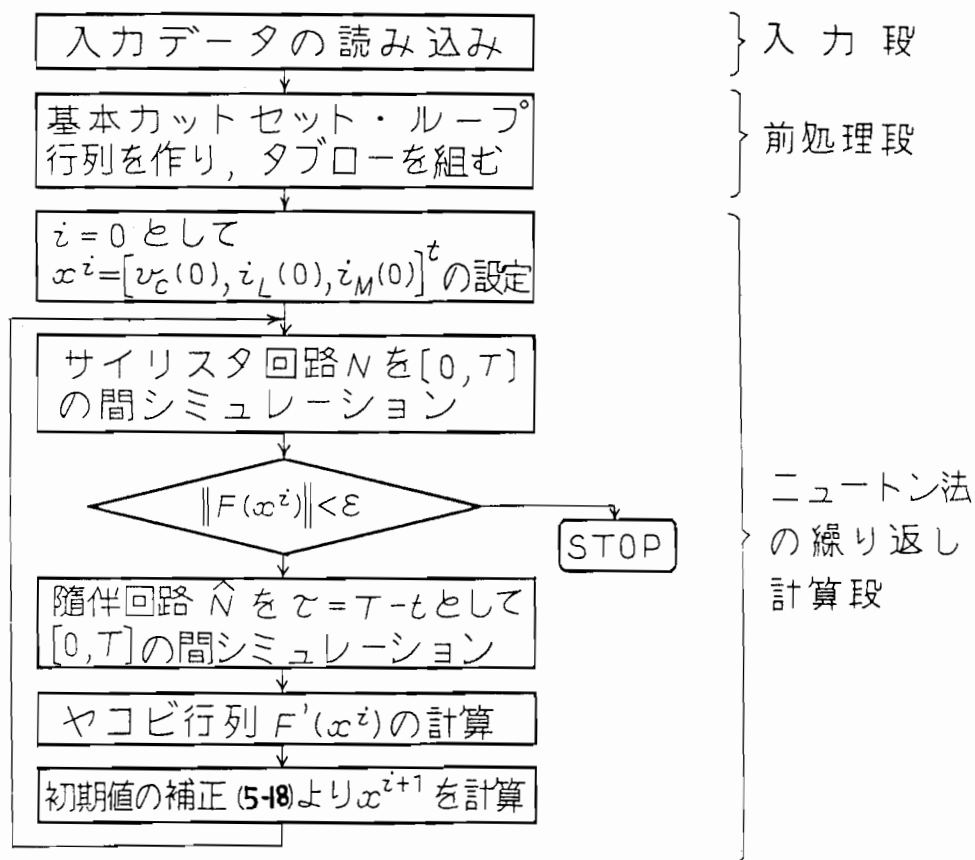 入力データの読み込み
入力段
基本カットセット・ループ
行列を作り,タブローを組む
前処理段
i=0として
x^i=[v_C(0),i_L(0),i_M(0)]^tの設定
サイリスタ回路Nを[0,T]
の間シミュレーション
‖F(x^i)‖<ε
STOP
ニュートン法
の繰り返し
計算段
随伴回路 N̂ を τ=T-tとして
[0,T]の間シミュレーション
ヤコビ行列 F'(x^i)の計算
初期値の補正(5-18)よりx^{i+1}を計算